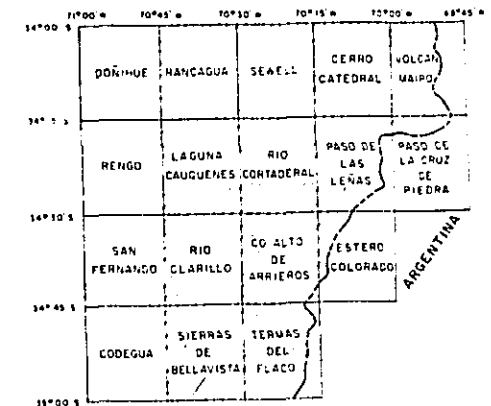 71°00' W 70°45' W 70°30' W 70°15' W 70°00' W 69°45' W
34°00 S
DOÑIHUE RANCAGUA SEWELL CERRO CATEDRAL VOLCAN MAIPO
34°15' S
RENGO LAGUNA CAUQUENES RIO CORTADERAL PASO DE LAS LEÑAS PASO DE LA CRUZ DE PIEDRA
34°30' S
SAN FERNANDO RIO CLARILLO CO ALTO DE ARRIEROS ESTERO COLORADO
ARGENTINA
34°45' S
CODEGUA SIERRAS DE BELLAVISTA TERMAS DEL FLACO
35°00 S